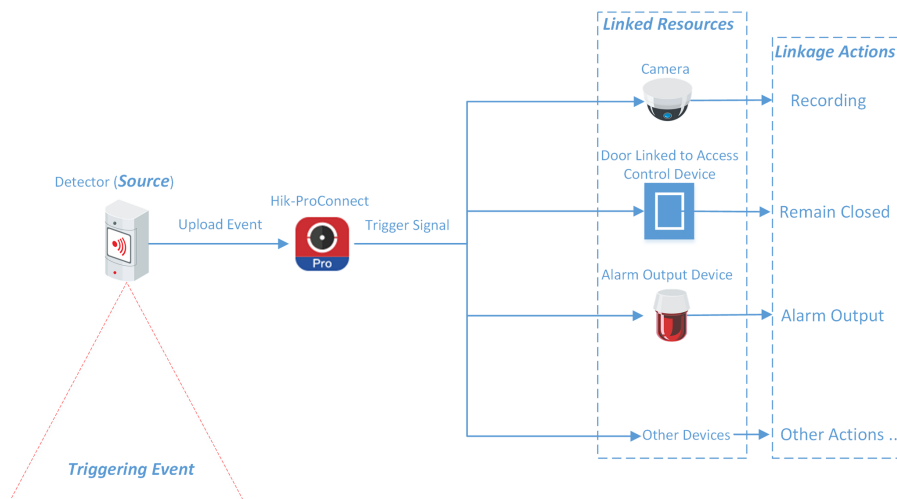 Linked Resources
Linkage Actions
Camera
Recording
Door Linked to Access
Control Device
Detector (Source)
Hik-ProConnect
Upload Event
Trigger Signal
Remain Closed
Pro
Alarm Output Device
Alarm Output
Other Devices
Other Actions ..
Triggering Event